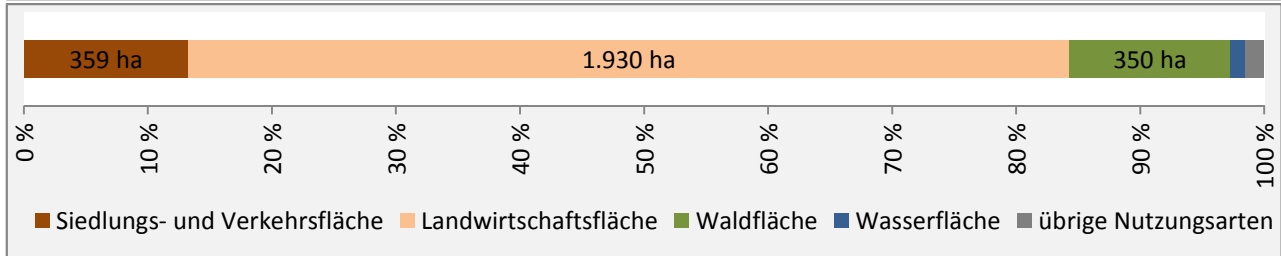 359 ha 1.930 ha 350 ha
0 % 10 % 20 % 30 % 40 % 50 % 60 % 70 % 80 % 90 % 100 %
Siedlungs- und Verkehrsfläche Landwirtschaftsfläche Waldfläche Wasserfläche übrige Nutzungsarten